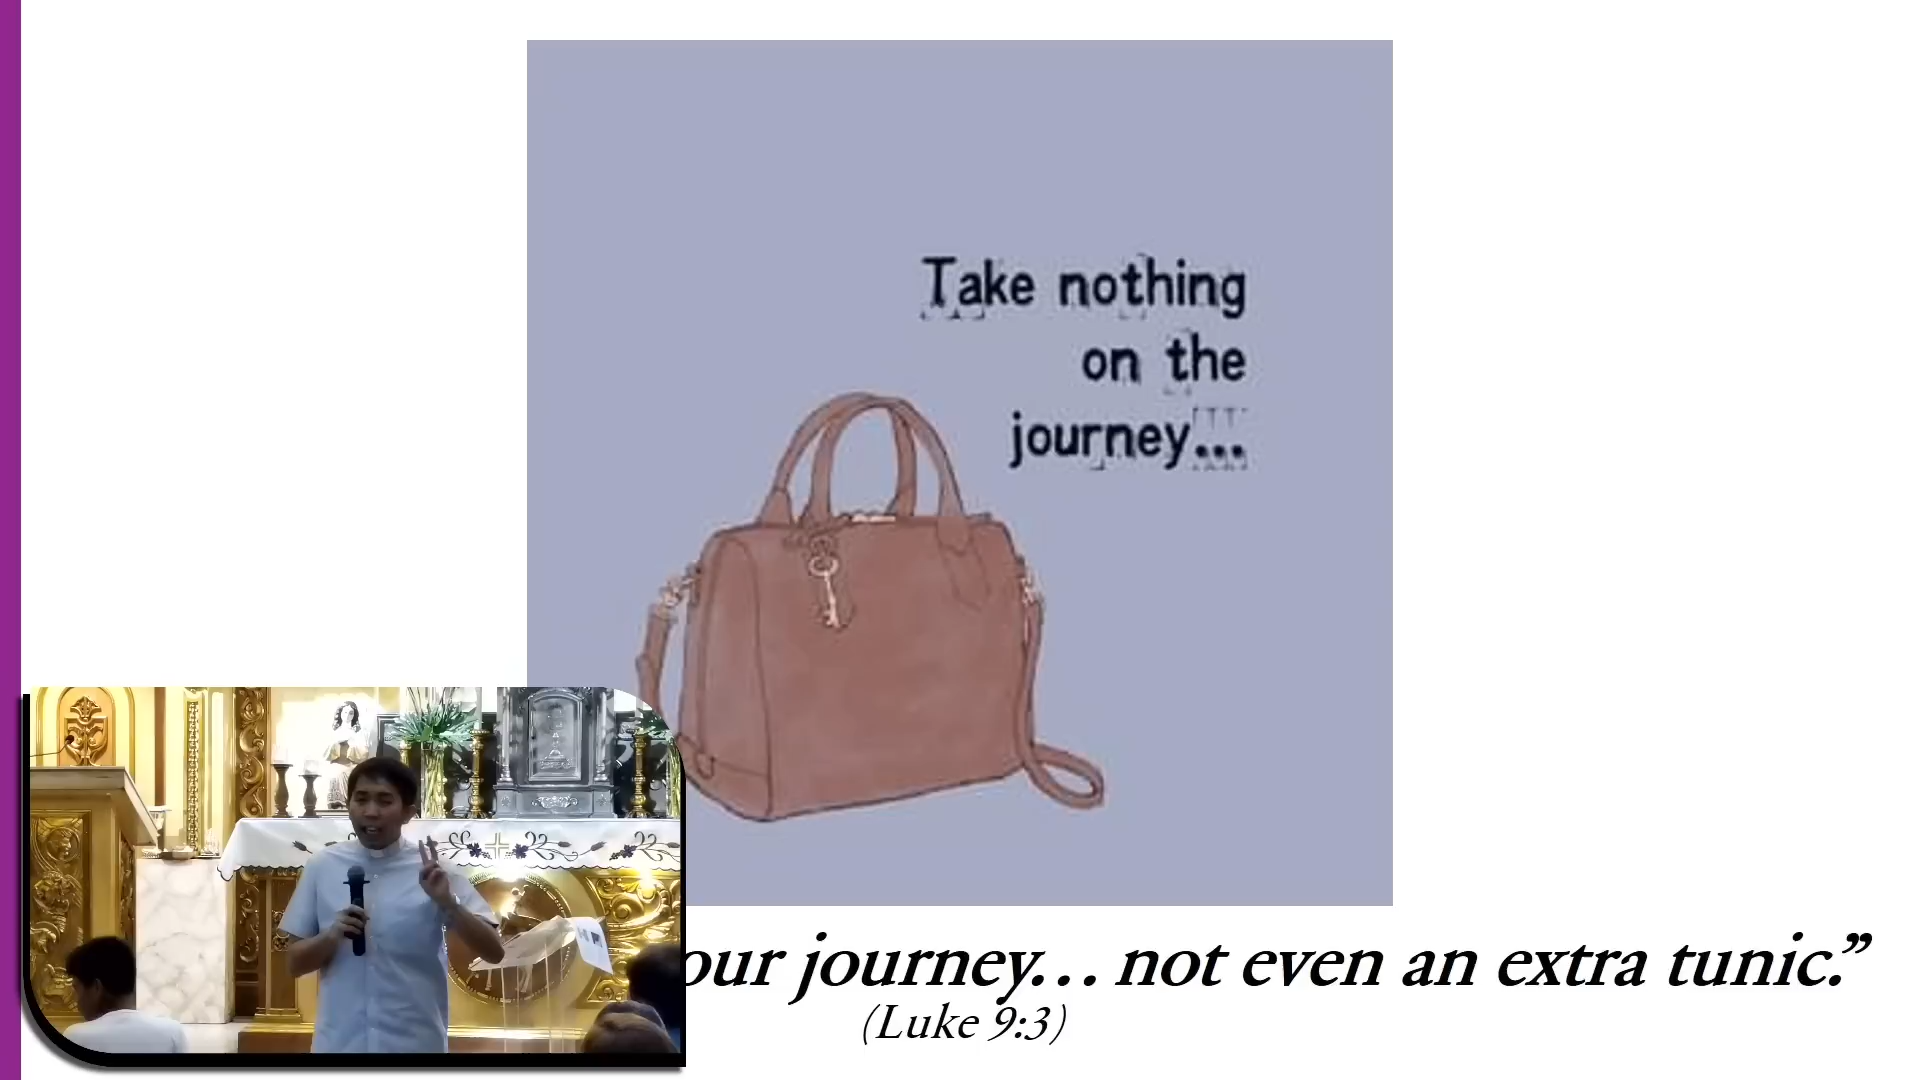 Take nothing
on the
journey...
our journey... not even an extra tunic.”
(Luke 9:3)